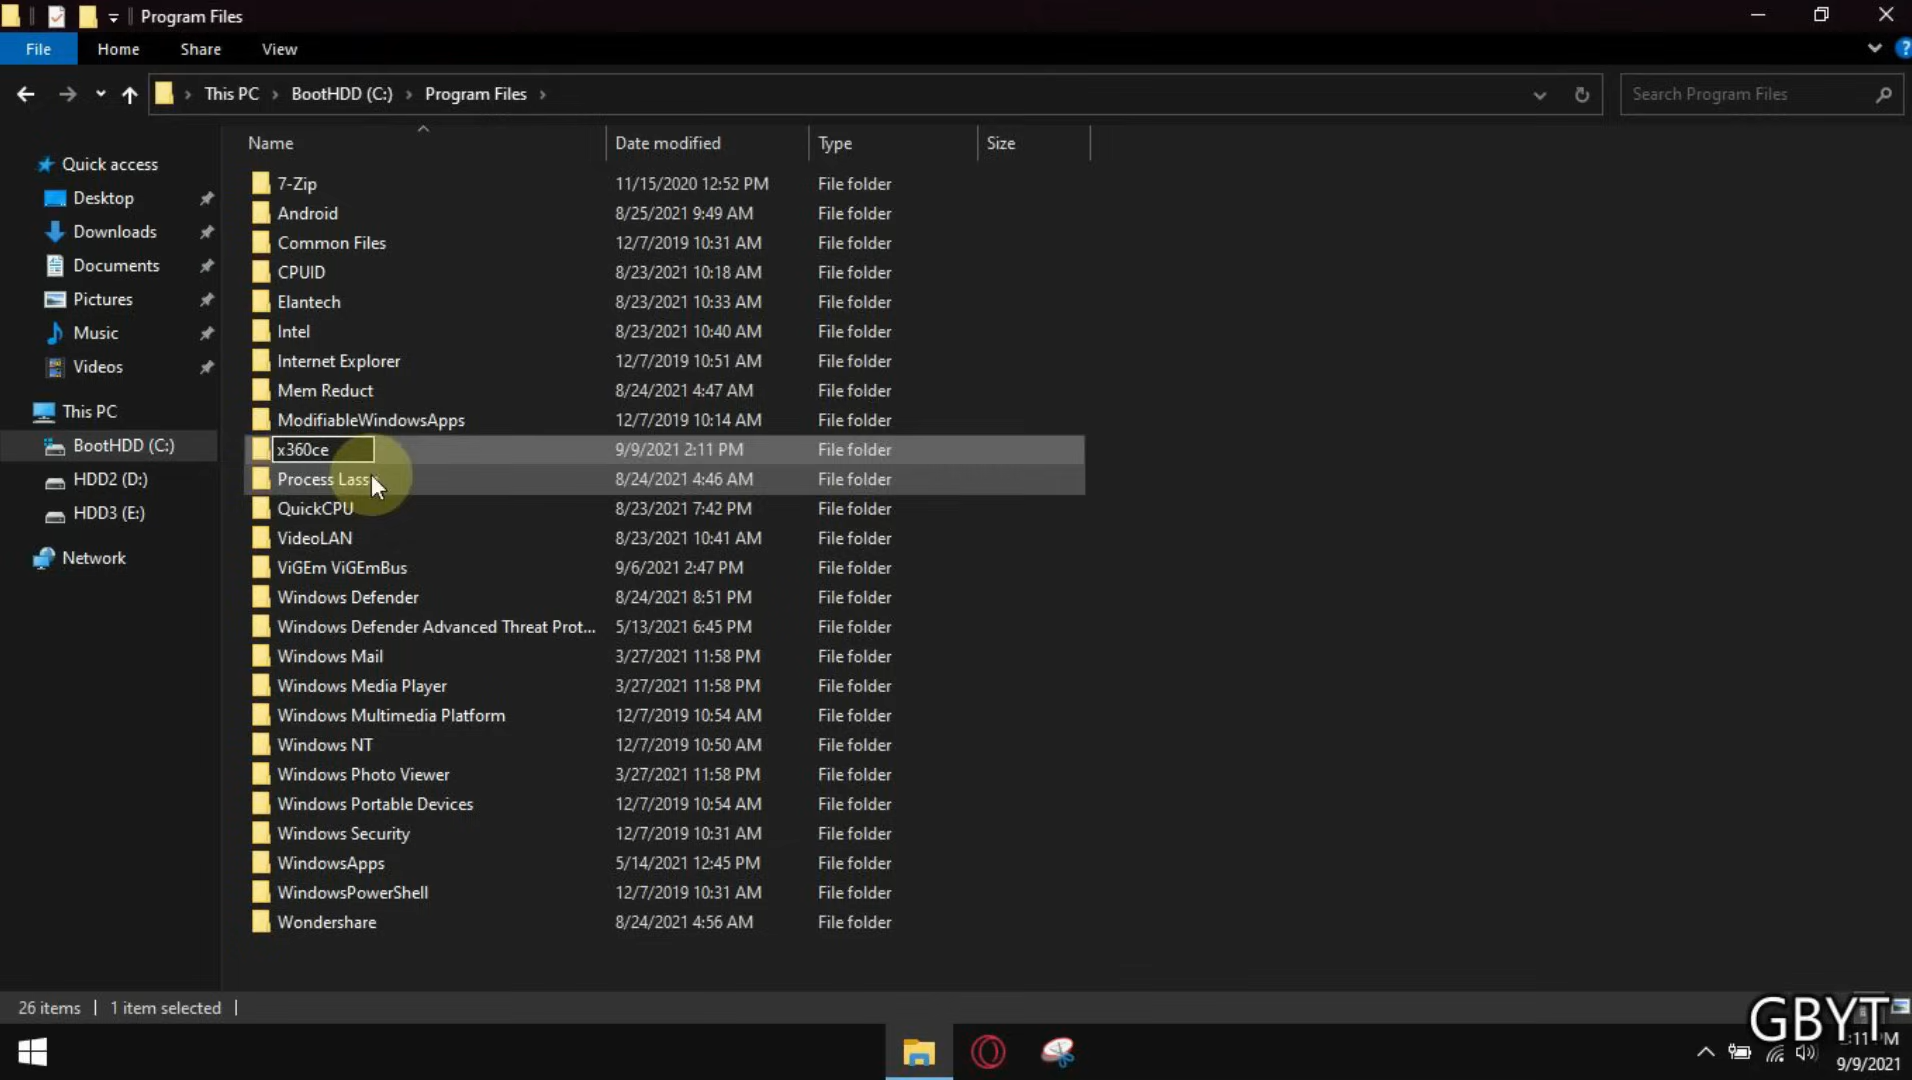 Program Files
File Home Share View
This PC BootHDD (C:) Program Files
Search Program Files
Name Date modified Type Size
Quick access
Desktop
Downloads
Documents
Pictures
Music
Videos
This PC
BootHDD (C:)
HDD2 (D:)
HDD3 (E:)
Network
7-Zip 11/15/2020 12:52 PM File folder
Android 8/25/2021 9:49 AM File folder
Common Files 12/7/2019 10:31 AM File folder
CPUID 8/23/2021 10:18 AM File folder
Elantech 8/23/2021 10:33 AM File folder
Intel 8/23/2021 10:40 AM File folder
Internet Explorer 12/7/2019 10:51 AM File folder
Mem Reduct 8/24/2021 4:47 AM File folder
ModifiableWindowsApps 12/7/2019 10:14 AM File folder
x360ce 9/9/2021 2:11 PM File folder
Process Lass 8/24/2021 4:46 AM File folder
QuickCPU 8/23/2021 7:42 PM File folder
VideoLAN 8/23/2021 10:41 AM File folder
ViGEm ViGEmBus 9/6/2021 2:47 PM File folder
Windows Defender 8/24/2021 8:51 PM File folder
Windows Defender Advanced Threat Prot... 5/13/2021 6:45 PM File folder
Windows Mail 3/27/2021 11:58 PM File folder
Windows Media Player 3/27/2021 11:58 PM File folder
Windows Multimedia Platform 12/7/2019 10:54 AM File folder
Windows NT 12/7/2019 10:50 AM File folder
Windows Photo Viewer 3/27/2021 11:58 PM File folder
Windows Portable Devices 12/7/2019 10:54 AM File folder
Windows Security 12/7/2019 10:31 AM File folder
WindowsApps 5/14/2021 12:45 PM File folder
WindowsPowerShell 12/7/2019 10:31 AM File folder
Wondershare 8/24/2021 4:56 AM File folder
26 items 1 item selected
GBYT
:11 PM
9/9/2021